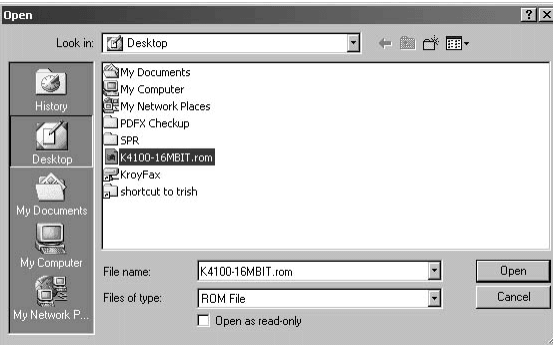 Open
Look in:
Desktop
History
Desktop
My Documents
My Computer
My Network P...
My Documents
My Computer
My Network Places
PDFX Checkup
SPR
K4100-16MBIT.rom
KroyFax
shortcut to trish
File name:
K4100-16MBIT.rom
Open
Files of type:
ROM File
Cancel
Open as read-only